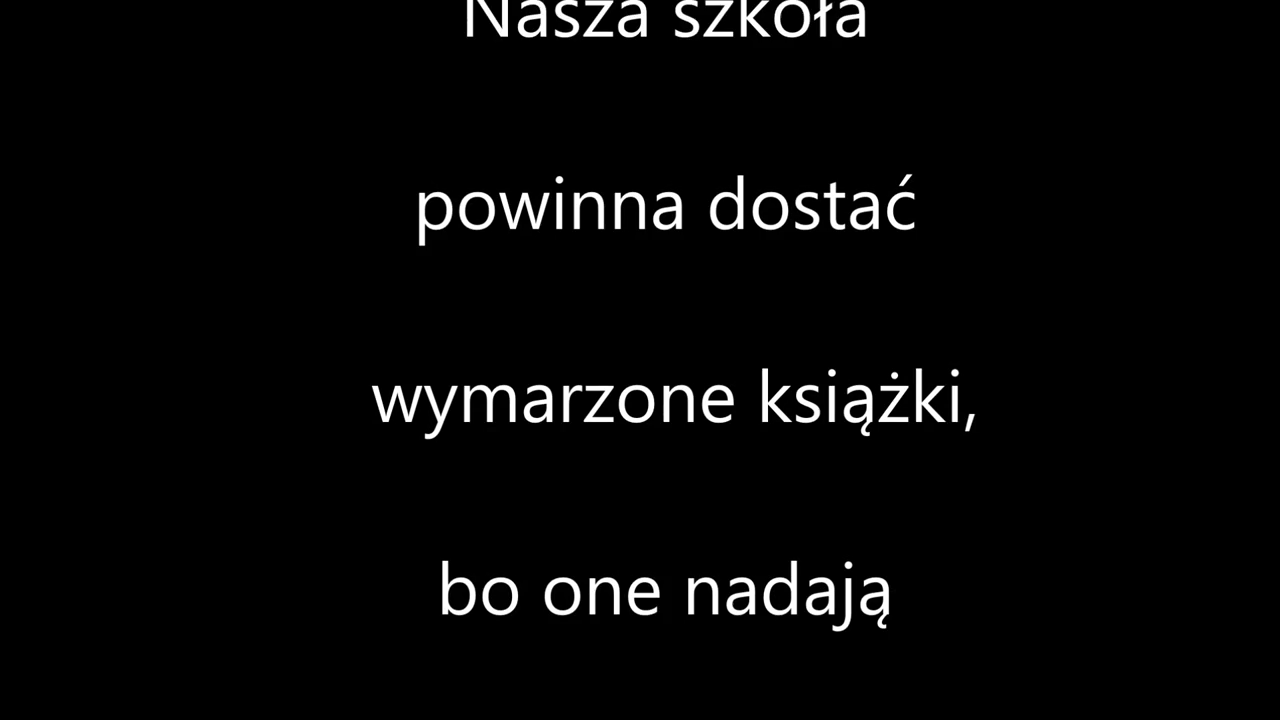 Nasza szkoła
powinna dostać
wymarzone książki,
bo one nadają